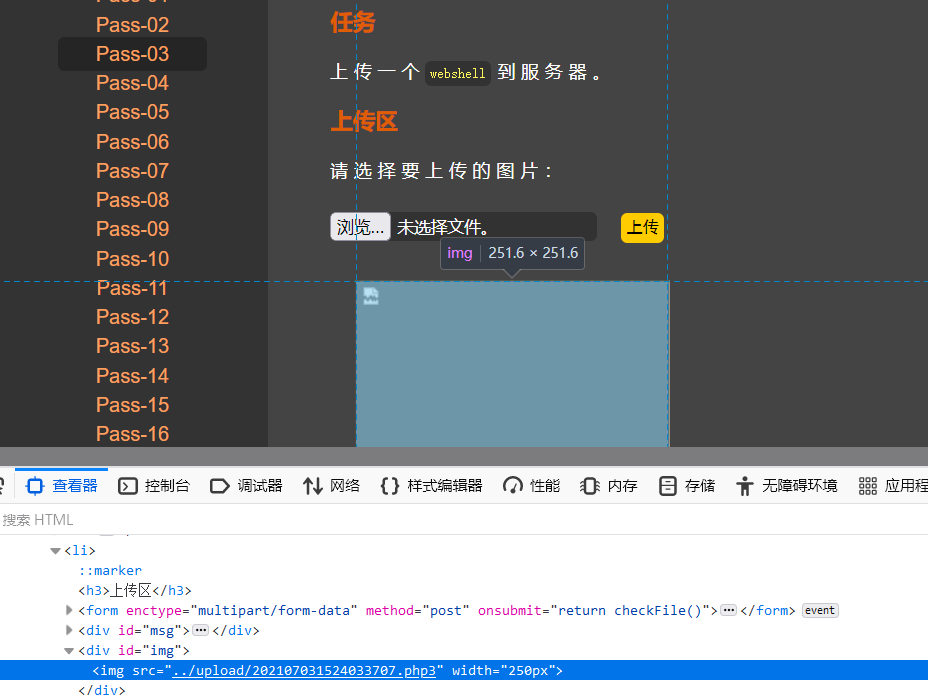 Pass-02
Pass-03
Pass-04
Pass-05
Pass-06
Pass-07
Pass-08
Pass-09
Pass-10
Pass-11
Pass-12
Pass-13
Pass-14
Pass-15
Pass-16
任务
上传一个 webshell 到服务器。
上传区
请选择要上传的图片：
浏览... 未选择文件。 上传
img 251.6 × 251.6
查看器 控制台 调试器 网络 样式编辑器 性能 内存 存储 无障碍环境 应用程
搜索 HTML
<li>
::marker
<h3>上传区</h3>
<form enctype="multipart/form-data" method="post" onsubmit="return checkFile()">…</form> event
<div id="msg">…</div>
<div id="img">
<img src="../upload/202107031524033707.php3" width="250px">
</div>